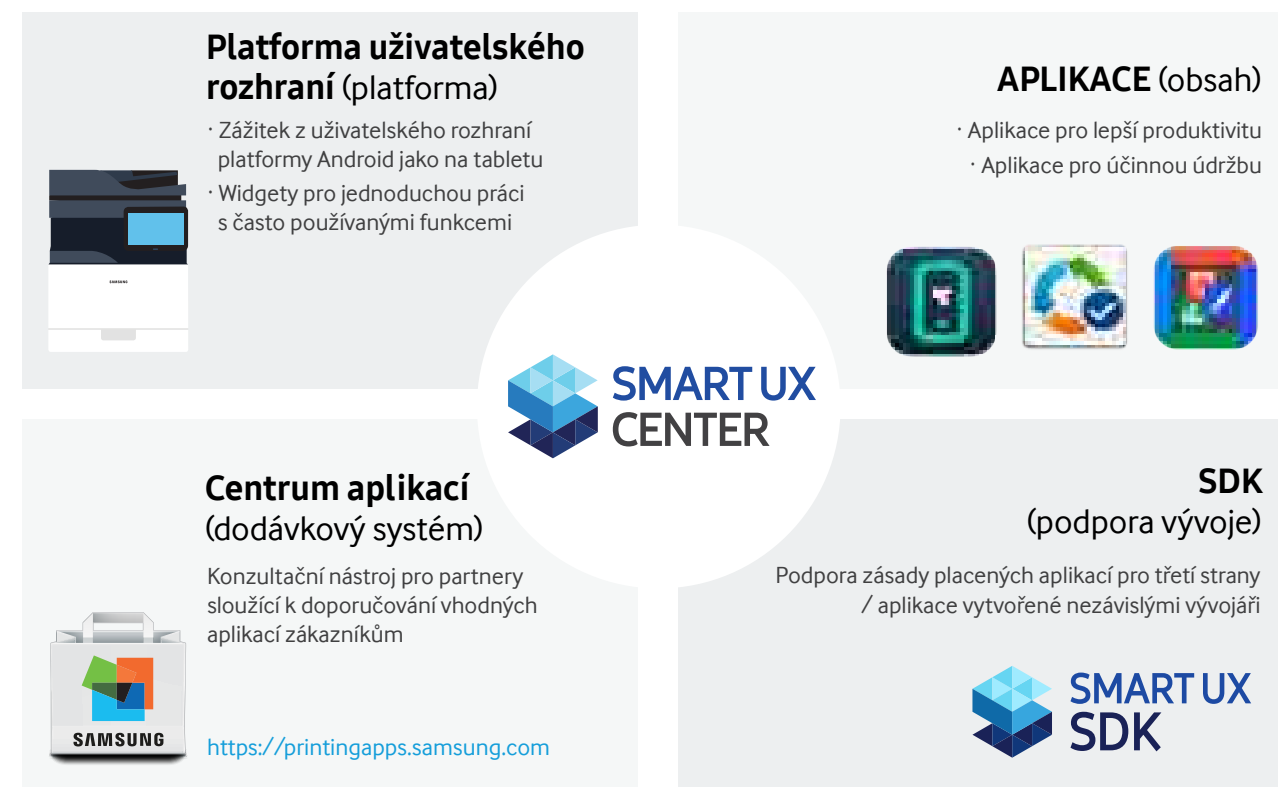 Platforma uživatelského
rozhraní (platforma)
· Zážitek z uživatelského rozhraní
platformy Android jako na tabletu
· Widgety pro jednoduchou práci
s často používanými funkcemi
SAMSUNG
APLIKACE (obsah)
· Aplikace pro lepší produktivitu
· Aplikace pro účinnou údržbu
SMART UX
CENTER
Centrum aplikací
(dodávkový systém)
Konzultační nástroj pro partnery
sloužící k doporučování vhodných
aplikací zákazníkům
SAMSUNG
https://printingapps.samsung.com
SDK
(podpora vývoje)
Podpora zásady placených aplikací pro třetí strany
/ aplikace vytvořené nezávislými vývojáři
SMART UX
SDK